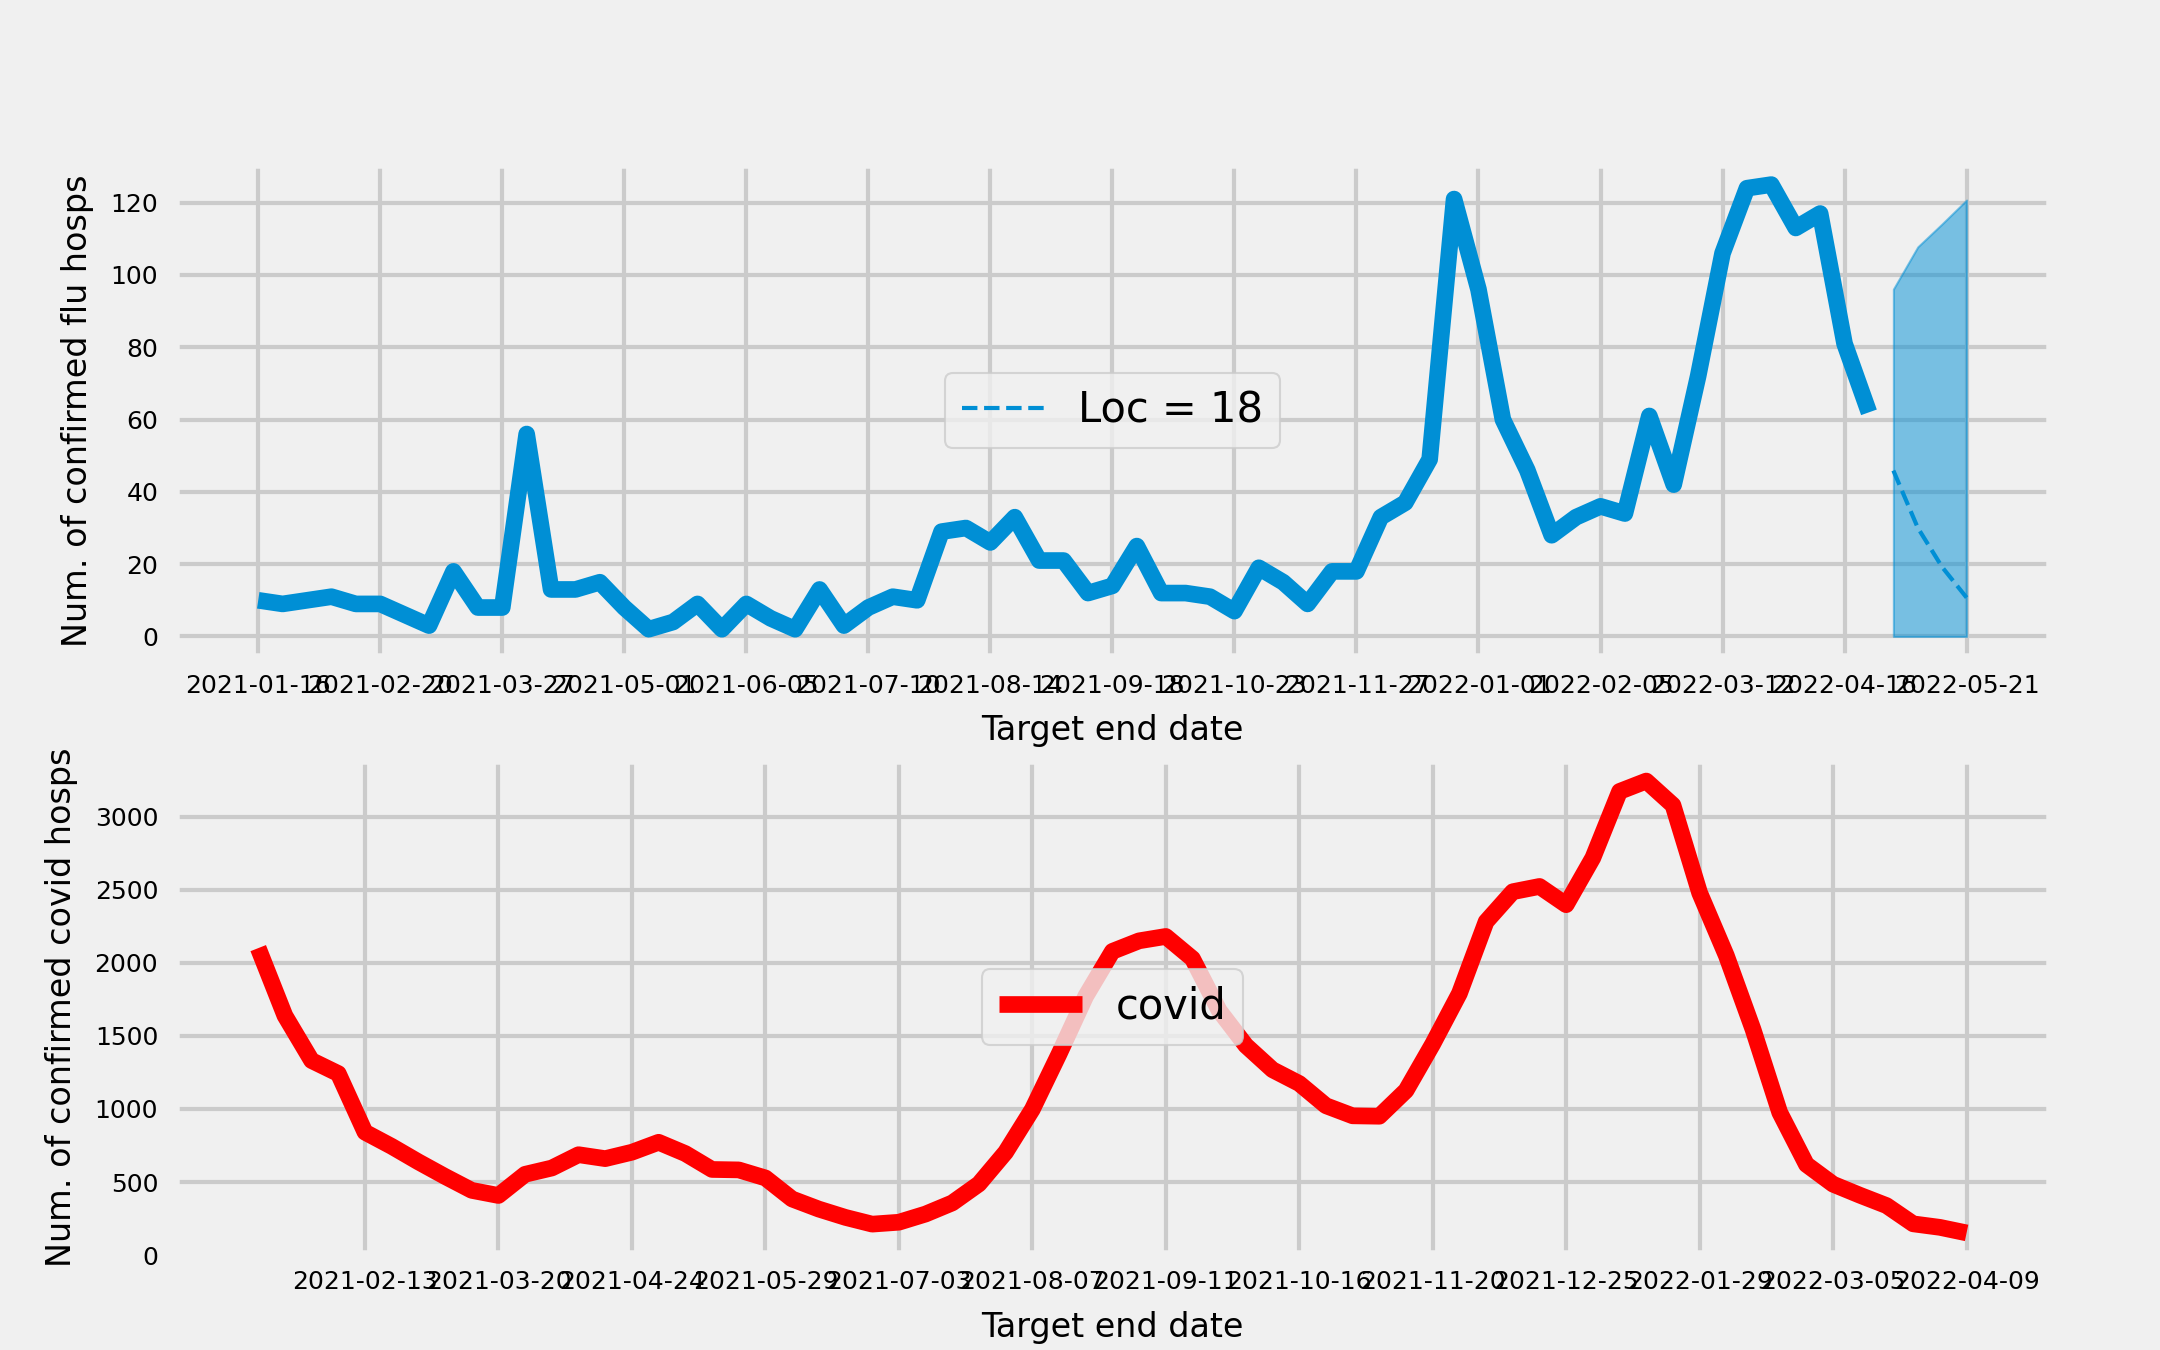 Num. of confirmed flu hosps
120
100
80
60
40
20
0
Loc = 18
2021-01-16 2021-02-20 2021-03-27 2021-05-01 2021-06-05 2021-07-10 2021-08-14 2021-09-18 2021-10-23 2021-11-27 2022-01-01 2022-02-05 2022-03-12 2022-04-16 2022-05-21
Target end date
Num. of confirmed covid hosps
3000
2500
2000
1500
1000
500
0
covid
2021-02-13 2021-03-20 2021-04-24 2021-05-29 2021-07-03 2021-08-07 2021-09-11 2021-10-16 2021-11-20 2021-12-25 2022-01-29 2022-03-05 2022-04-09
Target end date